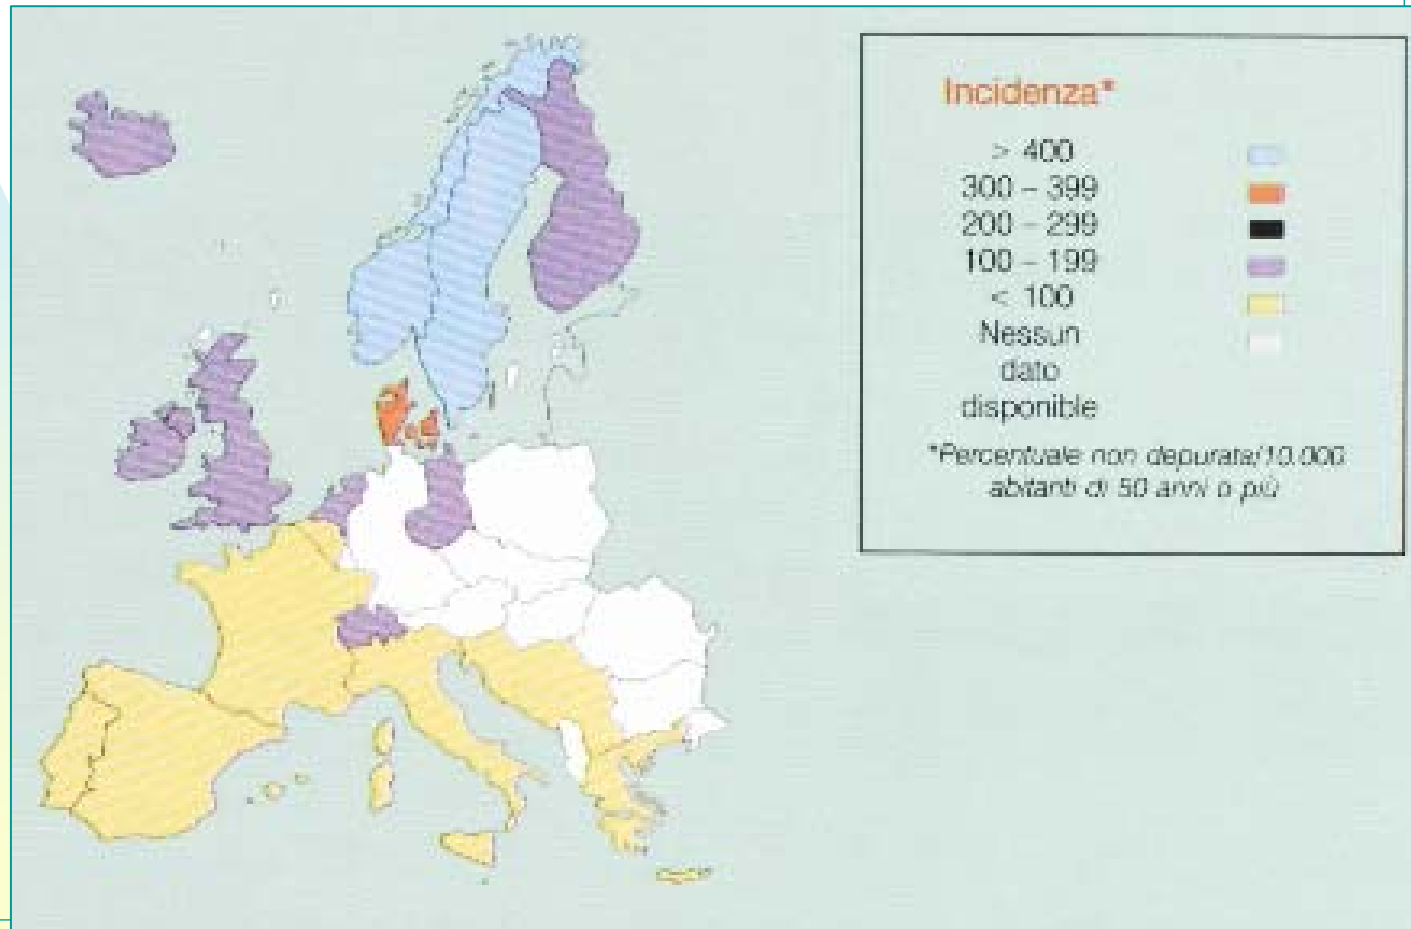 Incidenza*
> 400
300 – 399
200 – 299
100 – 199
< 100
Nessun
dato
disponibile
*Percentuale non depurata/10.000
abitanti di 50 anni o più